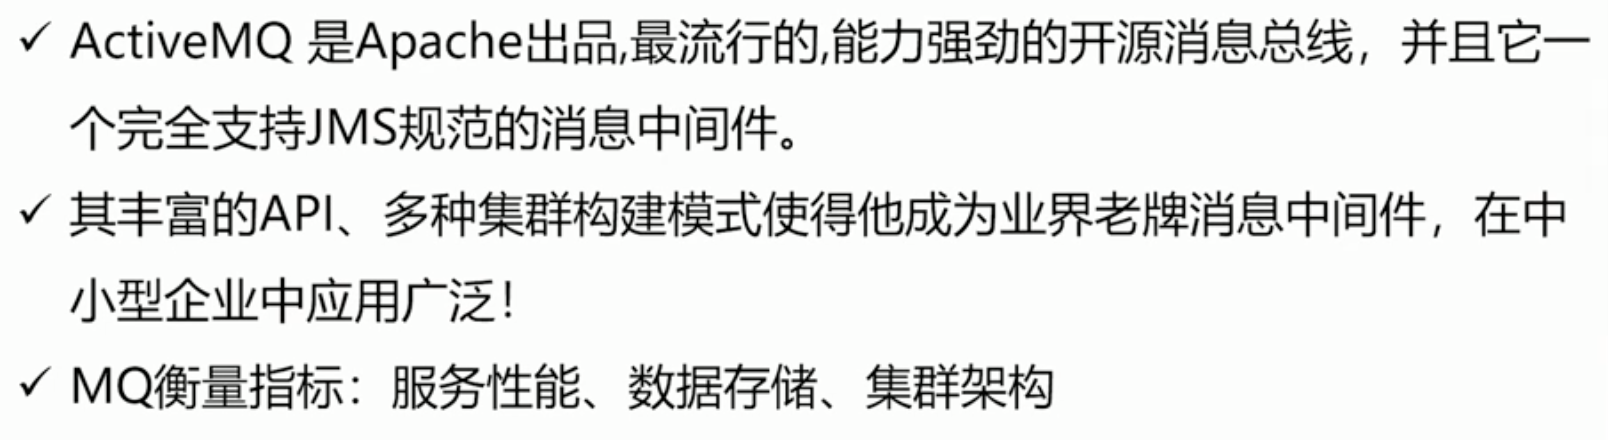 ✓ ActiveMQ 是Apache出品,最流行的,能力强劲的开源消息总线，并且它一
个完全支持JMS规范的消息中间件。
✓ 其丰富的API、多种集群构建模式使得他成为业界老牌消息中间件，在中
小型企业中应用广泛！
✓ MQ衡量指标：服务性能、数据存储、集群架构